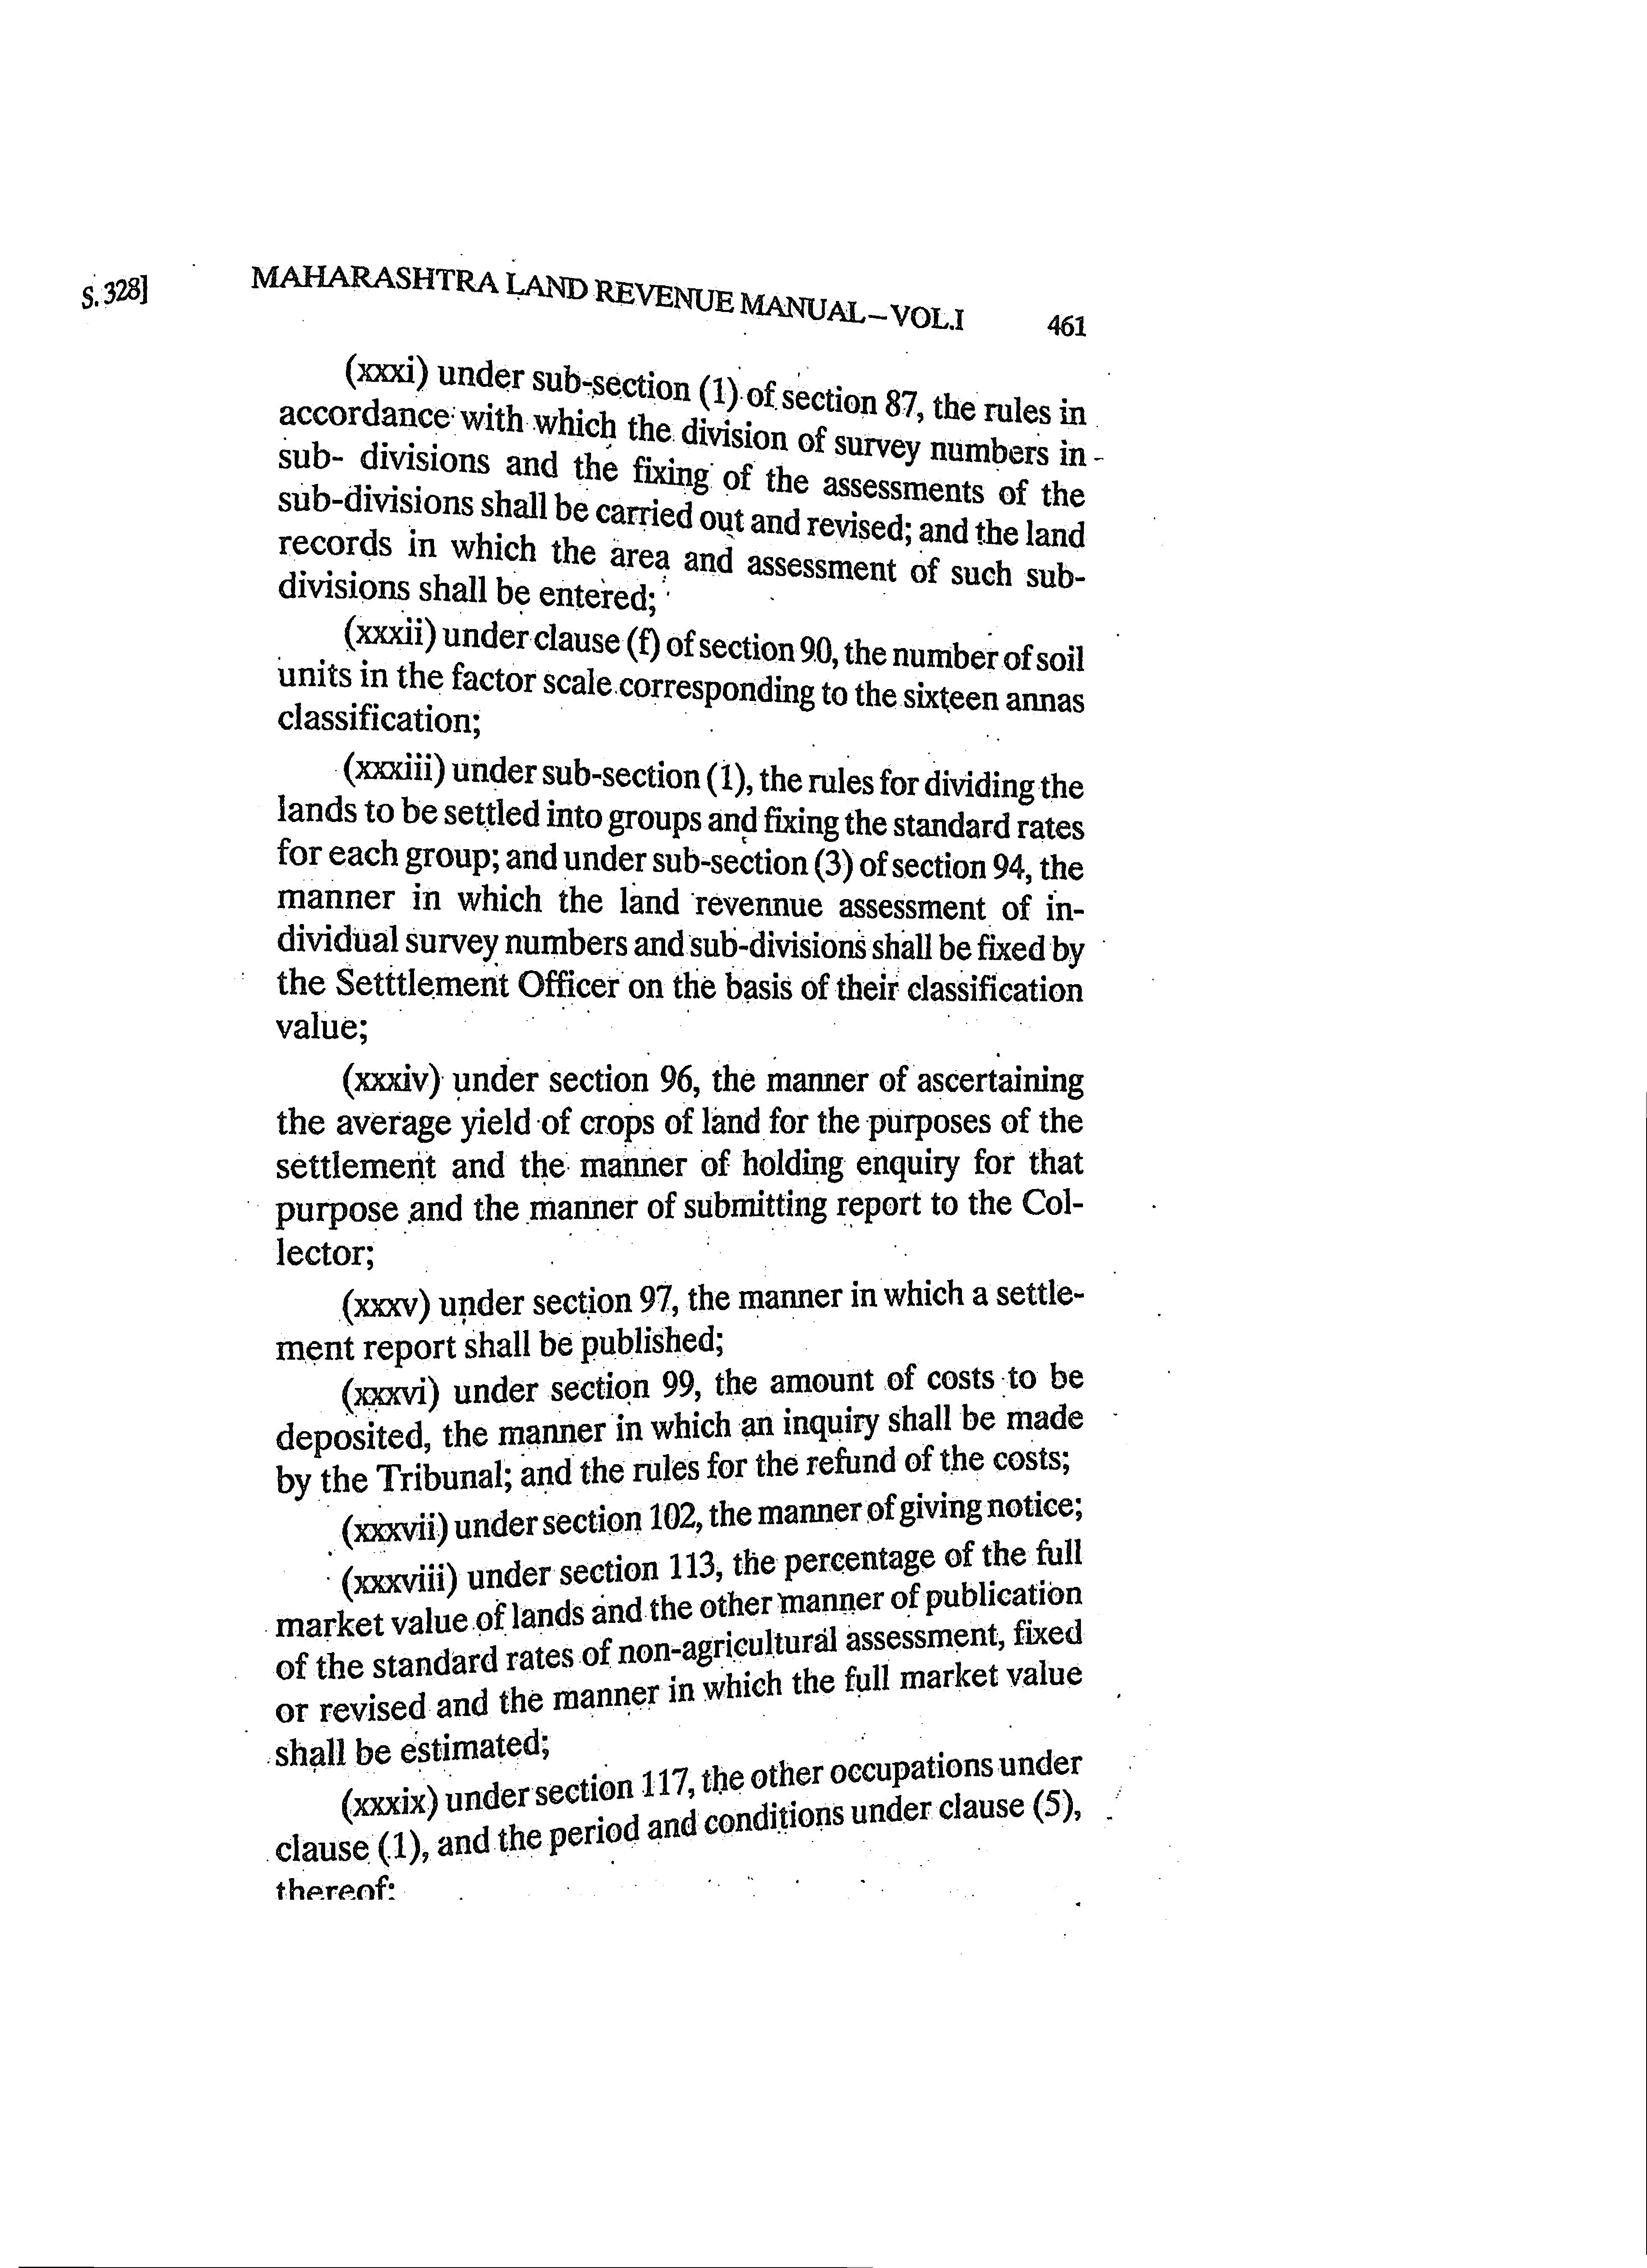 S. 328] MAHARASHTRA LAND REVENUE MANUAL – VOL.I 461
(xxxi) under sub-section (1) of section 87, the rules in
accordance with which the division of survey numbers in
sub- divisions and the fixing of the assessments of the
sub-divisions shall be carried out and revised; and the land
records in which the area and assessment of such sub-
divisions shall be entered;
(xxxii) under clause (f) of section 90, the number of soil
units in the factor scale corresponding to the sixteen annas
classification;
(xxxiii) under sub-section (1), the rules for dividing the
lands to be settled into groups and fixing the standard rates
for each group; and under sub-section (3) of section 94, the
manner in which the land revennue assessment of in-
dividual survey numbers and sub-divisions shall be fixed by
the Setttlement Officer on the basis of their classification
value;
(xxxiv) under section 96, the manner of ascertaining
the average yield of crops of land for the purposes of the
settlement and the manner of holding enquiry for that
purpose and the manner of submitting report to the Col-
lector;
(xxxv) under section 97, the manner in which a settle-
ment report shall be published;
(xxxvi) under section 99, the amount of costs to be
deposited, the manner in which an inquiry shall be made
by the Tribunal; and the rules for the refund of the costs;
(xxxvii) under section 102, the manner of giving notice;
(xxxviii) under section 113, the percentage of the full
market value of lands and the other manner of publication
of the standard rates of non-agricultural assessment, fixed
or revised and the manner in which the full market value
shall be estimated;
(xxxix) under section 117, the other occupations under
clause (1), and the period and conditions under clause (5),
thereof: